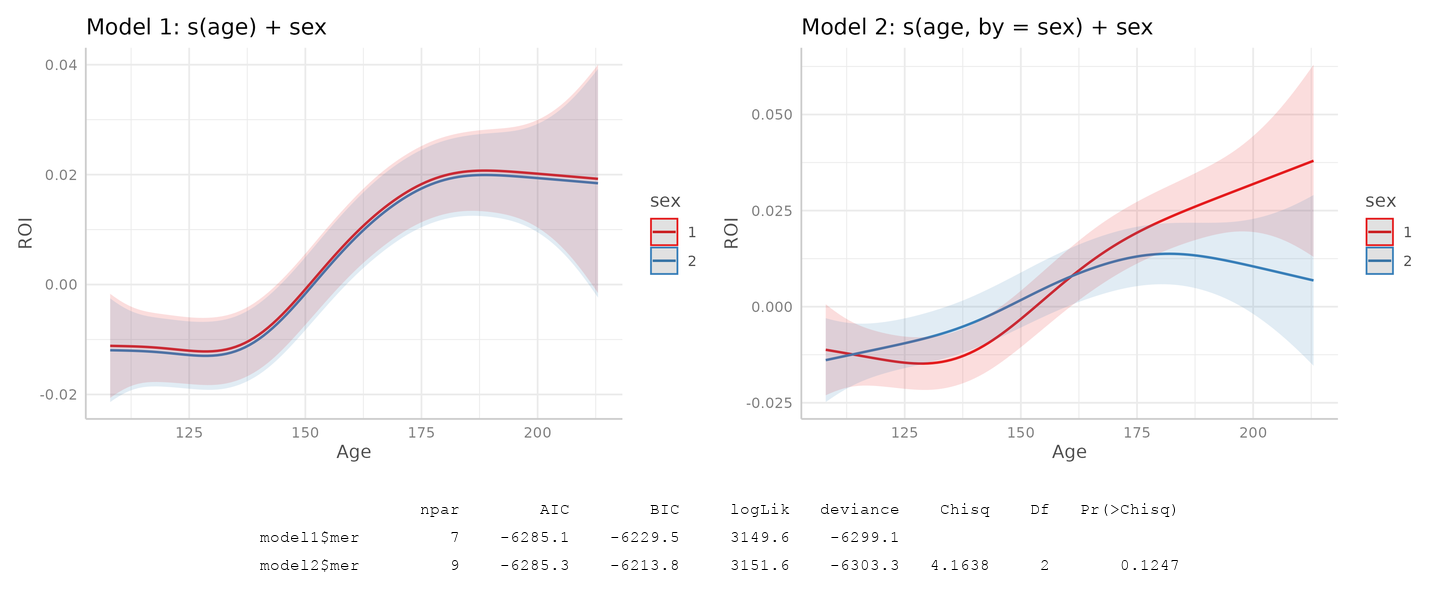 Model 1: s(age) + sex
0.04
0.02
0.00
-0.02
ROI
125 150 175 200
Age
sex
1
2
Model 2: s(age, by = sex) + sex
0.050
0.025
0.000
-0.025
ROI
125 150 175 200
Age
sex
1
2
npar AIC BIC logLik deviance Chisq Df Pr(>Chisq)
model1$mer 7 -6285.1 -6229.5 3149.6 -6299.1
model2$mer 9 -6285.3 -6213.8 3151.6 -6303.3 4.1638 2 0.1247